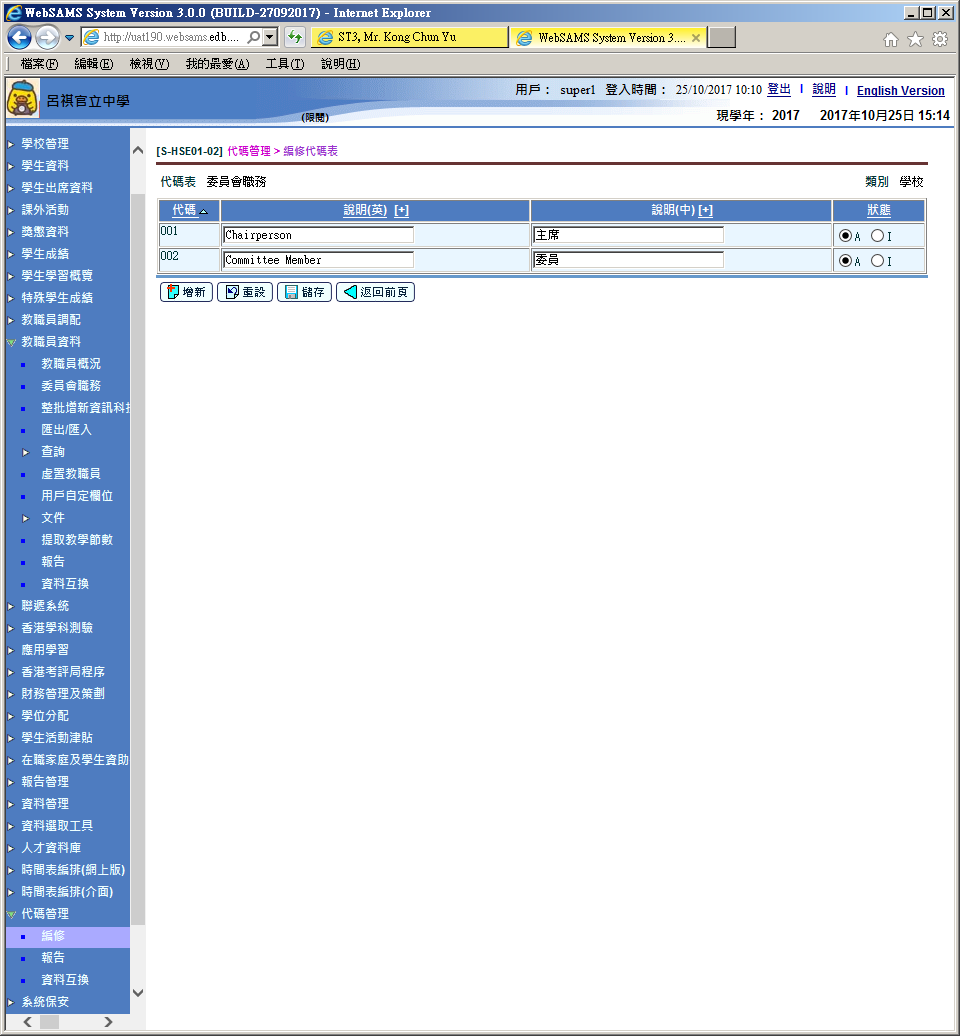 WebSAMS System Version 3.0.0 (BUILD-27092017) - Internet Explorer
http://uat190.websams.edb....
ST3, Mr. Kong Chun Yu
WebSAMS System Version 3....
檔案(F) 編輯(E) 檢視(V) 我的最愛(A) 工具(T) 說明(H)
呂祺官立中學
(限閱)
用戶： super1 登入時間： 25/10/2017 10:10 登出 | 說明 | English Version
現學年： 2017 2017年10月25日 15:14
學校管理
學生資料
學生出席資料
課外活動
獎懲資料
學生成績
學生學習概覽
特殊學生成績
教職員調配
教職員資料
教職員概況
委員會職務
整批增新資訊科技
匯出/匯入
查詢
虛置教職員
用戶自定欄位
文件
提取教學節數
報告
資料互換
聯遞系統
香港學科測驗
應用學習
香港考評局程序
財務管理及策劃
學位分配
學生活動津貼
在職家庭及學生資助
報告管理
資料管理
資料選取工具
人才資料庫
時間表編排(網上版)
時間表編排(介面)
代碼管理
編修
報告
資料互換
系統保安
[S-HSE01-02] 代碼管理 > 編修代碼表
代碼表 委員會職務 類別 學校
代碼 說明(英) [+] 說明(中) [+] 狀態
001 Chairperson 主席 A I
002 Committee Member 委員 A I
增新 重設 儲存 返回前頁